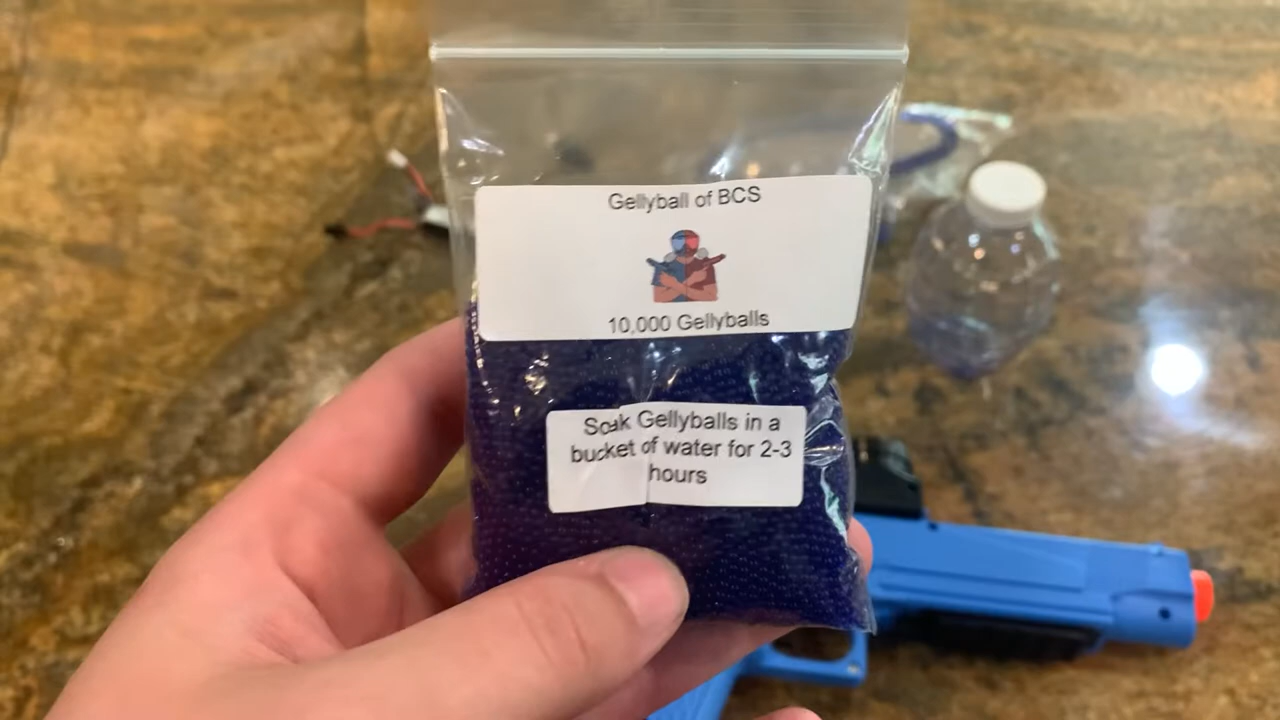 Gellyball of BCS
10,000 Gellyballs
Soak Gellyballs in a
bucket of water for 2-3
hours